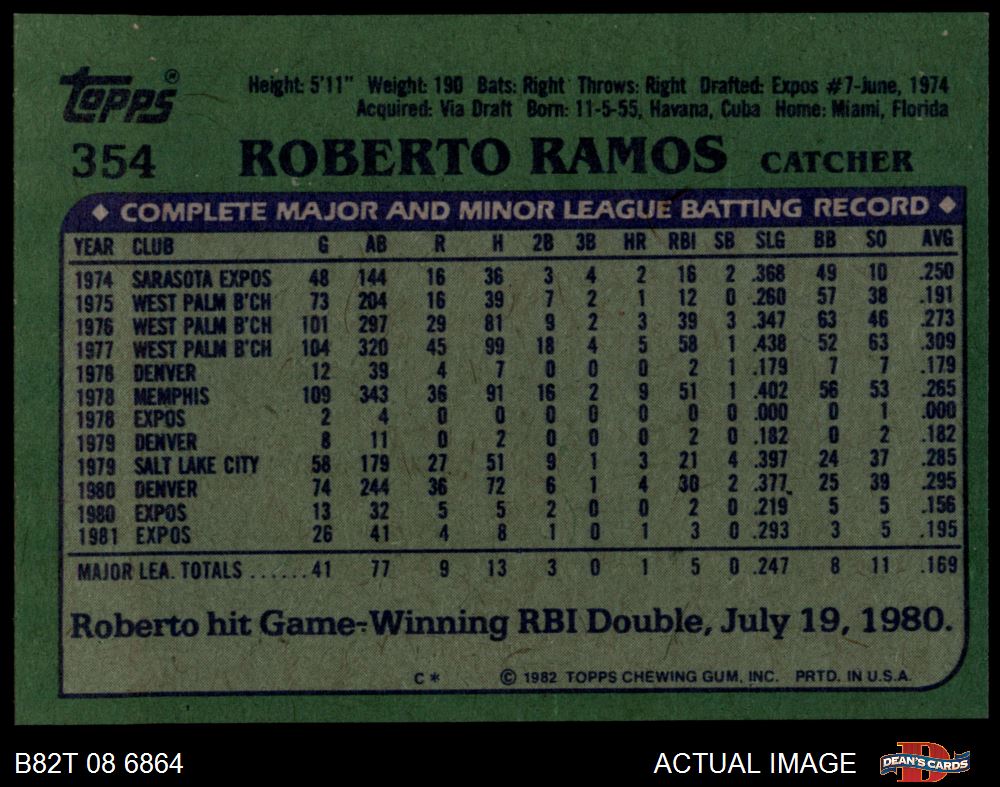 topps®
Height: 5'11" Weight: 190 Bats: Right Throws: Right Drafted: Expos #7-June, 1974
Acquired: Via Draft Born: 11-5-55, Havana, Cuba Home: Miami, Florida
354 ROBERTO RAMOS CATCHER
◆ COMPLETE MAJOR AND MINOR LEAGUE BATTING RECORD ◆
YEAR CLUB G AB R H 2B 3B HR RBI SB SLG BB SO AVG
1974 SARASOTA EXPOS 48 144 16 36 3 4 2 16 2 .368 49 10 .250
1975 WEST PALM B'CH 73 204 16 39 7 2 1 12 0 .260 57 38 .191
1976 WEST PALM B'CH 101 297 29 81 9 2 3 39 3 .347 63 46 .273
1977 WEST PALM B'CH 104 320 45 99 18 4 5 58 1 .438 52 63 .309
1978 DENVER 12 39 4 7 0 0 0 2 1 .179 7 7 .179
1978 MEMPHIS 109 343 36 91 16 2 9 51 1 .402 56 53 .265
1978 EXPOS 2 4 0 0 0 0 0 0 0 .000 0 1 .000
1979 DENVER 8 11 0 2 0 0 0 2 0 .182 0 2 .182
1979 SALT LAKE CITY 58 179 27 51 9 1 3 21 4 .397 24 37 .285
1980 DENVER 74 244 36 72 6 1 4 30 2 .377 25 39 .295
1980 EXPOS 13 32 5 5 2 0 0 2 0 .219 5 5 .156
1981 EXPOS 26 41 4 8 1 0 1 3 0 .293 3 5 .195
MAJOR LEA. TOTALS ......41 77 9 13 3 0 1 5 0 .247 8 11 .169
Roberto hit Game-Winning RBI Double, July 19, 1980.
C* © 1982 TOPPS CHEWING GUM, INC. PRTD. IN U.S.A.
B82T 08 6864 ACTUAL IMAGE D DEAN'S CARDS